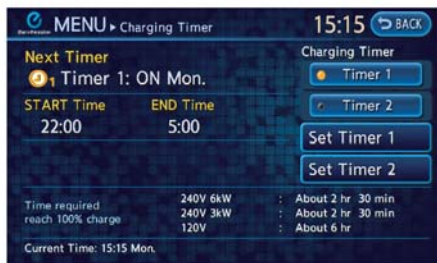 MENU ▸ Charging Timer 15:15 BACK
Next Timer
1 Timer 1: ON Mon.
START Time END Time
22:00 5:00
Charging Timer
Timer 1
Timer 2
Set Timer 1
Set Timer 2
Time required
reach 100% charge
240V 6kW : About 2 hr 30 min
240V 3kW : About 2 hr 30 min
120V : About 6 hr
Current Time: 15:15 Mon.